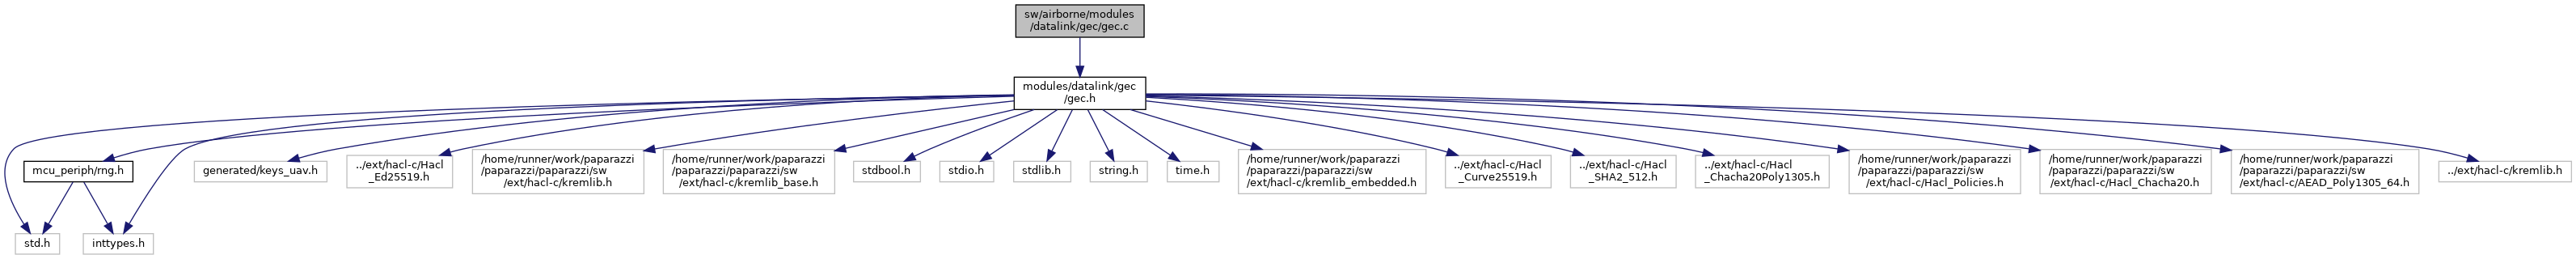 sw/airborne/modules
/datalink/gec/gec.c
modules/datalink/gec
/gec.h
mcu_periph/rng.h
generated/keys_uav.h
../ext/hacl-c/Hacl
_Ed25519.h
/home/runner/work/paparazzi
/paparazzi/paparazzi/sw
/ext/hacl-c/kremlib.h
/home/runner/work/paparazzi
/paparazzi/paparazzi/sw
/ext/hacl-c/kremlib_base.h
stdbool.h
stdio.h
stdlib.h
string.h
time.h
/home/runner/work/paparazzi
/paparazzi/paparazzi/sw
/ext/hacl-c/kremlib_embedded.h
../ext/hacl-c/Hacl
_Curve25519.h
../ext/hacl-c/Hacl
_SHA2_512.h
../ext/hacl-c/Hacl
_Chacha20Poly1305.h
/home/runner/work/paparazzi
/paparazzi/paparazzi/sw
/ext/hacl-c/Hacl_Policies.h
/home/runner/work/paparazzi
/paparazzi/paparazzi/sw
/ext/hacl-c/Hacl_Chacha20.h
/home/runner/work/paparazzi
/paparazzi/paparazzi/sw
/ext/hacl-c/AEAD_Poly1305_64.h
../ext/hacl-c/kremlib.h
std.h
inttypes.h